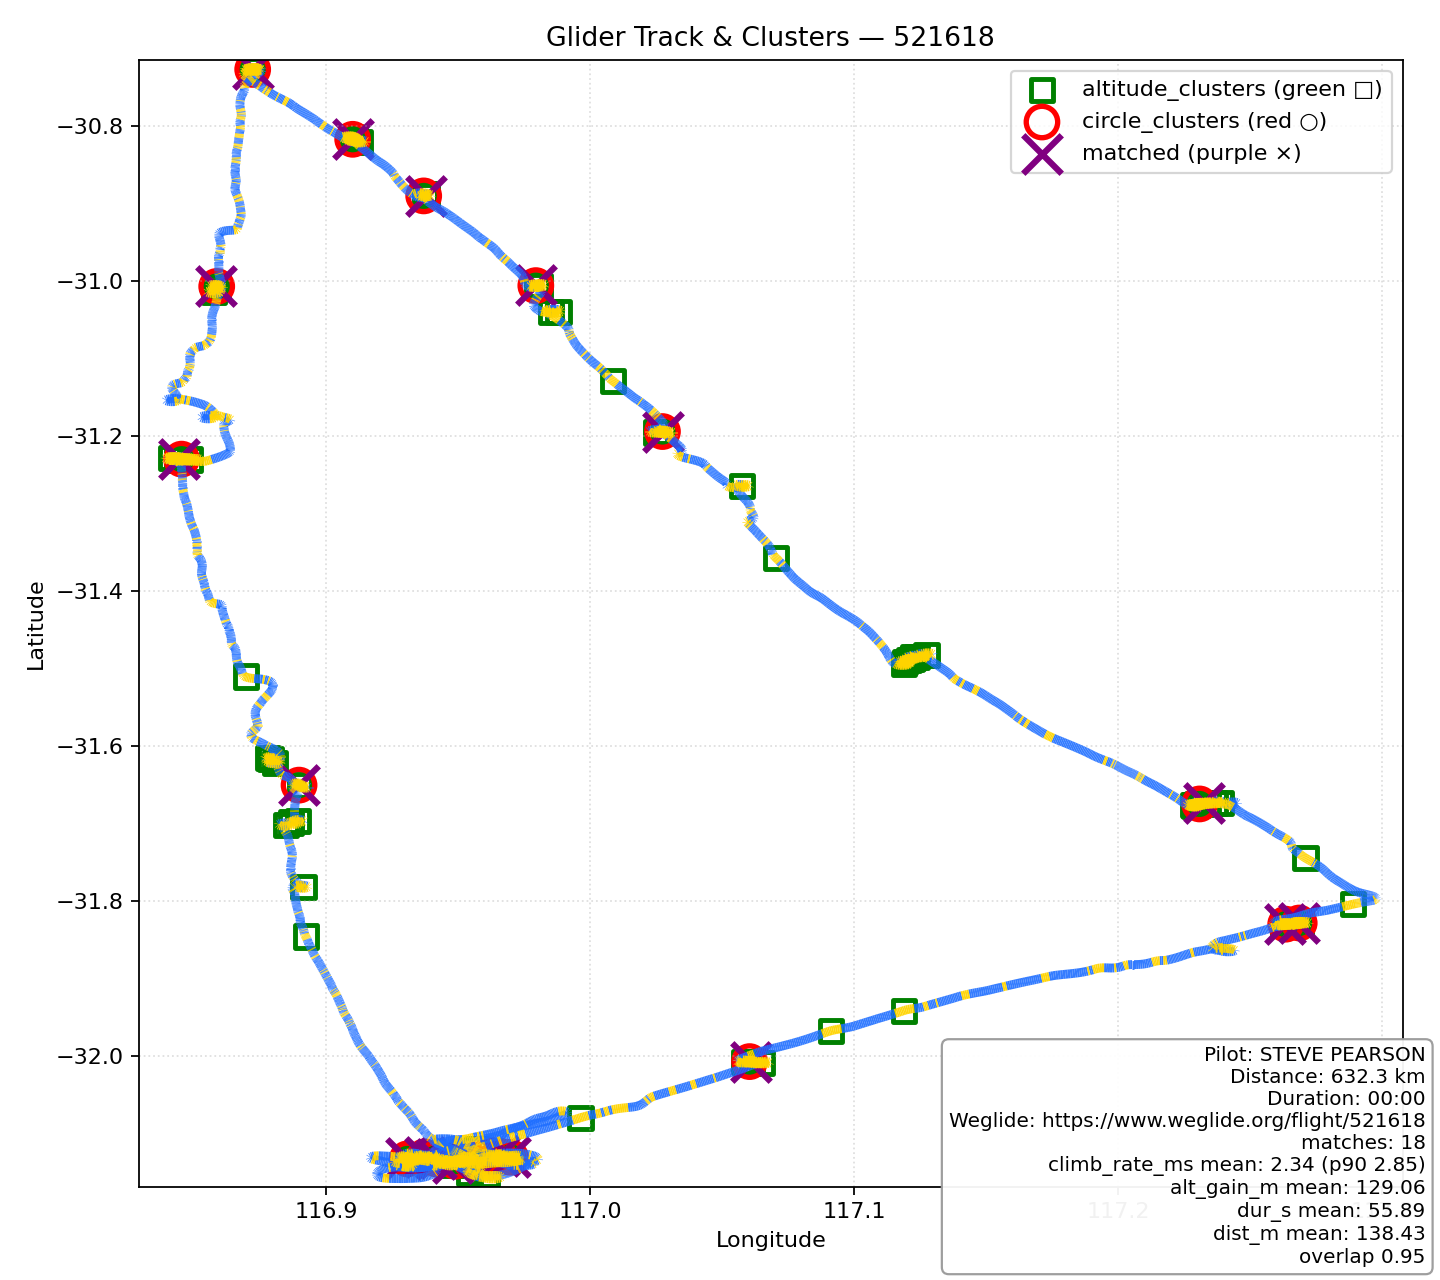 Glider Track & Clusters — 521618
altitude_clusters (green □)
circle_clusters (red ○)
matched (purple ×)
Latitude
−30.8
−31.0
−31.2
−31.4
−31.6
−31.8
−32.0
116.9
117.0
117.1
117.2
Longitude
Pilot: STEVE PEARSON
Distance: 632.3 km
Duration: 00:00
Weglide: https://www.weglide.org/flight/521618
matches: 18
climb_rate_ms mean: 2.34 (p90 2.85)
alt_gain_m mean: 129.06
dur_s mean: 55.89
dist_m mean: 138.43
overlap 0.95